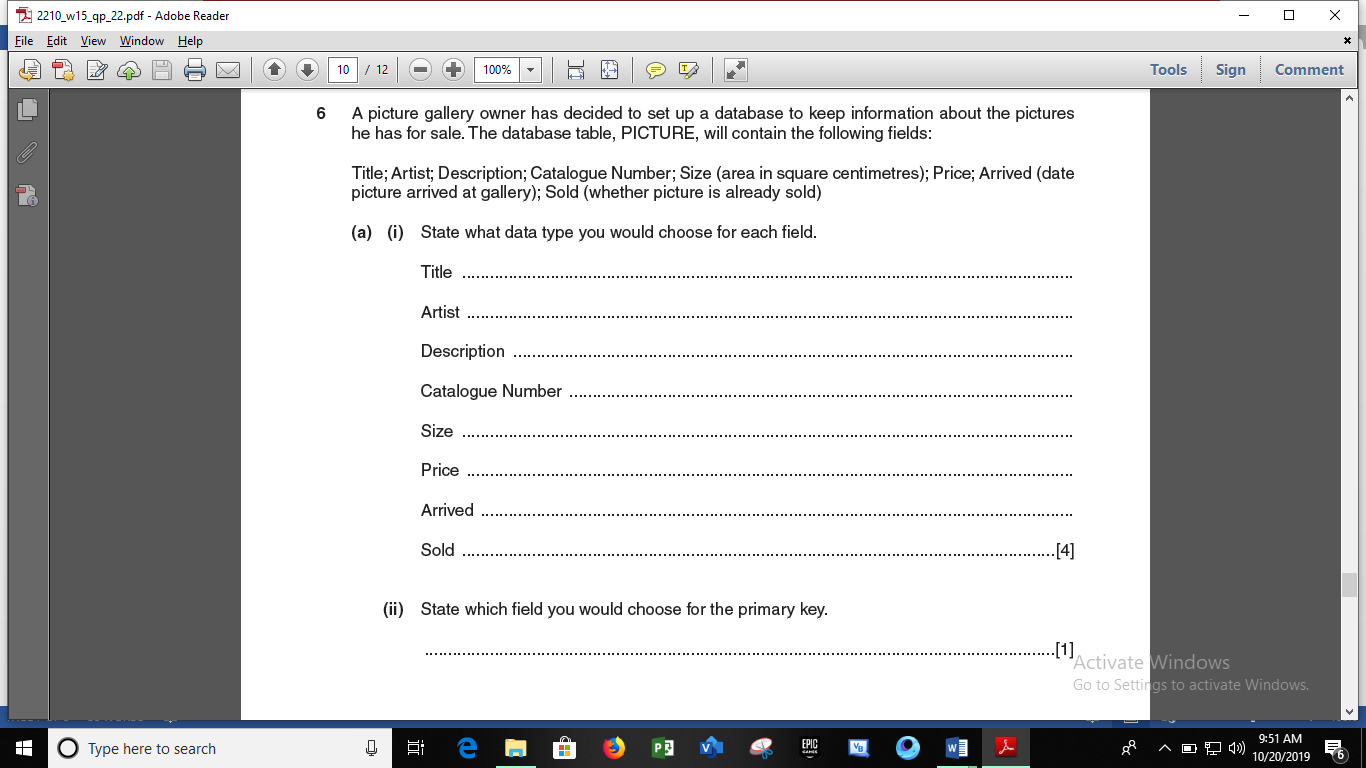 2210_w15_qp_22.pdf - Adobe Reader
File Edit View Window Help
10 / 12 100% Tools Sign Comment
6 A picture gallery owner has decided to set up a database to keep information about the pictures
he has for sale. The database table, PICTURE, will contain the following fields:
Title; Artist; Description; Catalogue Number; Size (area in square centimetres); Price; Arrived (date
picture arrived at gallery); Sold (whether picture is already sold)
(a) (i) State what data type you would choose for each field.
Title ....................................................................................................................................
Artist ....................................................................................................................................
Description ..........................................................................................................................
Catalogue Number ..............................................................................................................
Size ....................................................................................................................................
Price ....................................................................................................................................
Arrived .................................................................................................................................
Sold ................................................................................................................................[4]
(ii) State which field you would choose for the primary key.
........................................................................................................................................[1]
Activate Windows
Go to Settings to activate Windows.
Type here to search
EPIC GAMES
VB
9:51 AM
10/20/2019
6